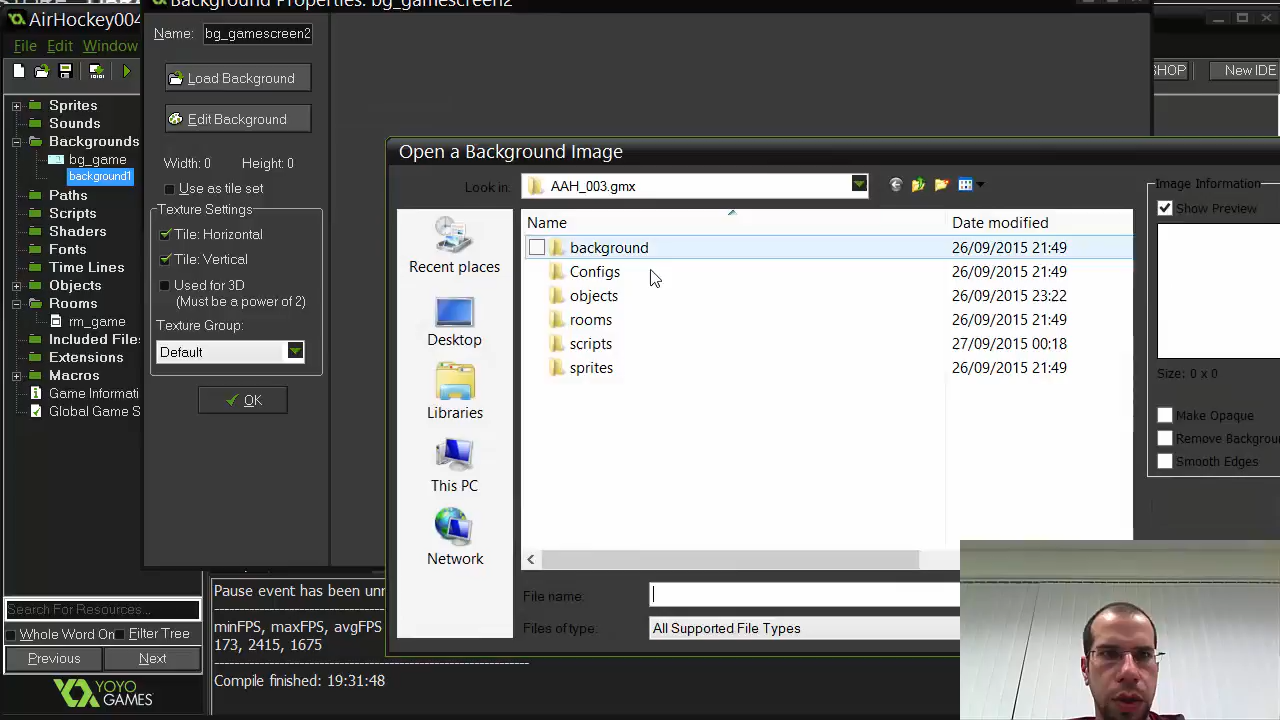 Background Properties: bg_gamescreen2
AirHockey004
Name: bg_gamescreen2
File Edit Window
SHOP New IDE
Load Background
Sprites
Edit Background
Sounds
Backgrounds
bg_game
background1
Width: 0 Height: 0
Use as tile set
Paths
Texture Settings
Scripts
Tile: Horizontal
Shaders
Fonts
Tile: Vertical
Time Lines
Objects
Used for 3D
(Must be a power of 2)
Rooms
rm_game
Texture Group:
Included File
Default
Extensions
Macros
Game Informati
OK
Global Game S
Open a Background Image
Look in: AAH_003.gmx
Image Information
Show Preview
Name Date modified
background 26/09/2015 21:49
Configs 26/09/2015 21:49
objects 26/09/2015 23:22
rooms 26/09/2015 21:49
scripts 27/09/2015 00:18
sprites 26/09/2015 21:49
Recent places
Desktop
Libraries
This PC
Network
Size: 0 x 0
Make Opaque
Remove Backgrou
Smooth Edges
File name:
Files of type: All Supported File Types
Search For Resources...
Whole Word On Filter Tree
Previous Next
YOYO
GAMES
Pause event has been unr
minFPS, maxFPS, avgFPS
173, 2415, 1675
Compile finished: 19:31:48